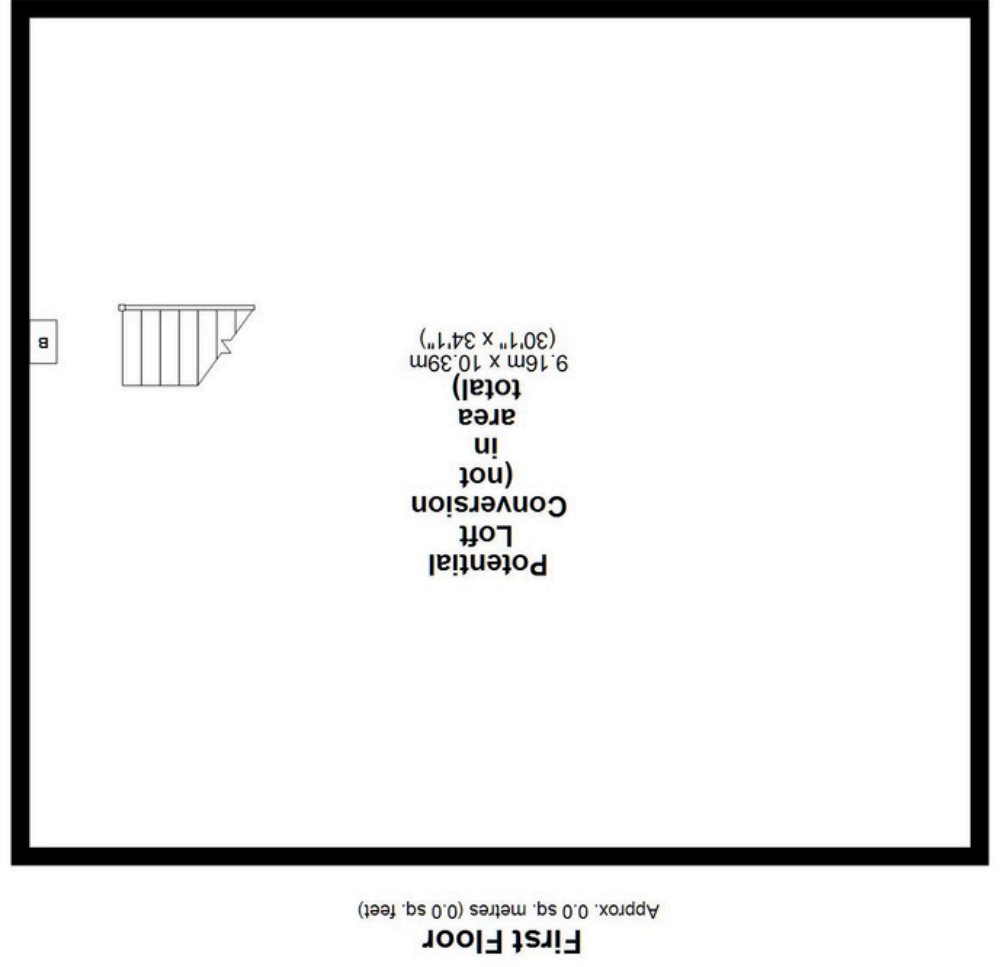 First Floor
Approx. 0.0 sq. metres (0.0 sq. feet)
Potential
Loft
Conversion
(not
in
area
total)
9.16m x 10.39m
(30'1" x 34'1")
B